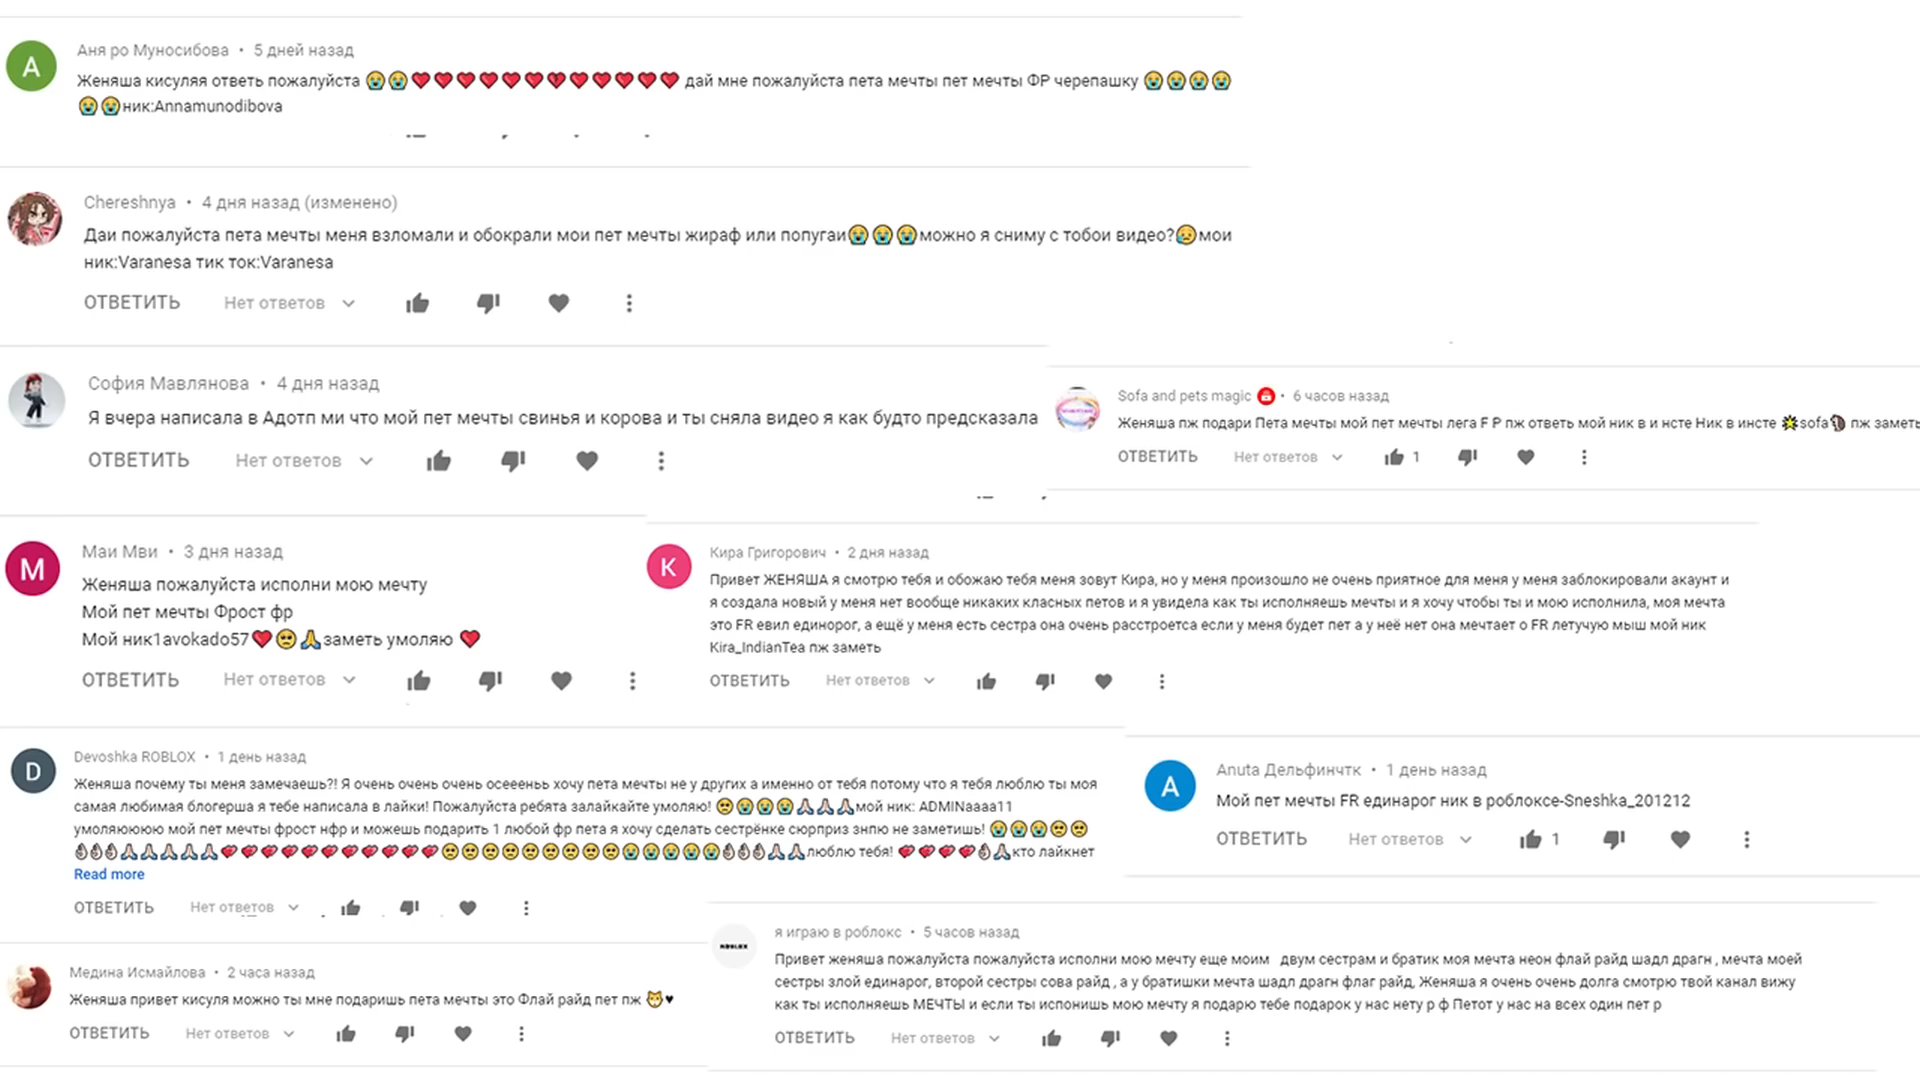 A
Аня ро Муносибова • 5 дней назад
Женяша кисуляя ответь пожалуйста 😭😭❤❤❤❤❤❤💔❤❤❤❤❤ дай мне пожалуйста пета мечты пет мечты ФР черепашку 😭😭😭😭
😭😭ник:Annamunodibova
Chereshnya • 4 дня назад (изменено)
Даи пожалуйста пета мечты меня взломали и обокрали мои пет мечты жираф или попугаи😭😭😭можно я сниму с тобои видео?😥мои
ник:Varanesa тик ток:Varanesa
ОТВЕТИТЬ Нет ответов
София Мавлянова • 4 дня назад
Я вчера написала в Адотп ми что мой пет мечты свинья и корова и ты сняла видео я как будто предсказала
ОТВЕТИТЬ Нет ответов
Sofa and pets magic • 6 часов назад
Женяша пж подари Пета мечты мой пет мечты лега F P пж ответь мой ник в и нсте Ник в инсте sofa пж заметь
ОТВЕТИТЬ Нет ответов 1
M
Маи Мви • 3 дня назад
Женяша пожалуйста исполни мою мечту
Мой пет мечты Фрост фр
Мой ник1avokado57❤🥺🙏заметь умоляю ❤
ОТВЕТИТЬ Нет ответов
K
Кира Григорович • 2 дня назад
Привет ЖЕНЯША я смотрю тебя и обожаю тебя меня зовут Кира, но у меня произошло не очень приятное для меня у меня заблокировали акаунт и
я создала новый у меня нет вообще никаких класных петов и я увидела как ты исполняешь мечты и я хочу чтобы ты и мою исполнила, моя мечта
это FR евил единорог, а ещё у меня есть сестра она очень расстроется если у меня будет пет а у неё нет она мечтает о FR летучую мыш мой ник
Kira_IndianTea пж заметь
ОТВЕТИТЬ Нет ответов
D
Devoshka ROBLOX • 1 день назад
Женяша почему ты меня замечаешь?! Я очень очень очень осеееньь хочу пета мечты не у других а именно от тебя потому что я тебя люблю ты моя
самая любимая блогерша я тебе написала в лайки! Пожалуйста ребята залайкайте умоляю! 🥺😭😭😭🙏🙏🙏мой ник: ADMINaaaa11
умоляюююю мой пет мечты фрост нфр и можешь подарить 1 любой фр пета я хочу сделать сестрёнке сюрприз знпю не заметишь! 😭😭😭🥺🥺
👌👌👌🙏🙏🙏🙏🙏💕💕💕💕💕💕💕💕💕💕💕🥺🥺🥺🥺🥺🥺🥺🥺🥺😭😭😭😭😭👌👌👌🙏🙏люблю тебя! 💕💕💕💕👌🙏кто лайкнет
Read more
ОТВЕТИТЬ Нет ответов
A
Anuta Дельфинчтк • 1 день назад
Мой пет мечты FR единарог ник в роблоксе-Sneshka_201212
ОТВЕТИТЬ Нет ответов 1
ROBLOX
я играю в роблокс • 5 часов назад
Привет женяша пожалуйста пожалуйста исполни мою мечту еще моим двум сестрам и братик моя мечта неон флай райд шадл драгн , мечта моей
сестры злой единарог, второй сестры сова райд , а у братишки мечта шадл драгн флаг райд, Женяша я очень очень долга смотрю твой канал вижу
как ты исполняешь МЕЧТЫ и если ты испонишь мою мечту я подарю тебе подарок у нас нету р ф Петот у нас на всех один пет р
ОТВЕТИТЬ Нет ответов
Медина Исмайлова • 2 часа назад
Женяша привет кисуля можно ты мне подаришь пета мечты это Флай райд пет пж 🐱♥
ОТВЕТИТЬ Нет ответов